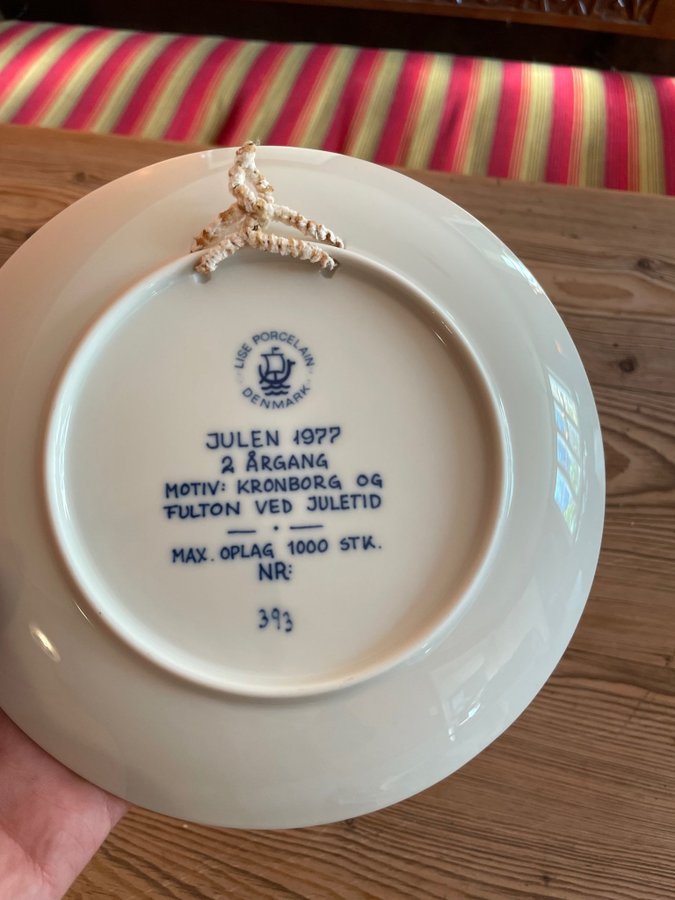 LISE PORCELAIN
DENMARK
JULEN 1977
2 ÅRGANG
MOTIV: KRONBORG OG
FULTON VED JULETID
MAX. OPLAG 1000 STK.
NR:
393